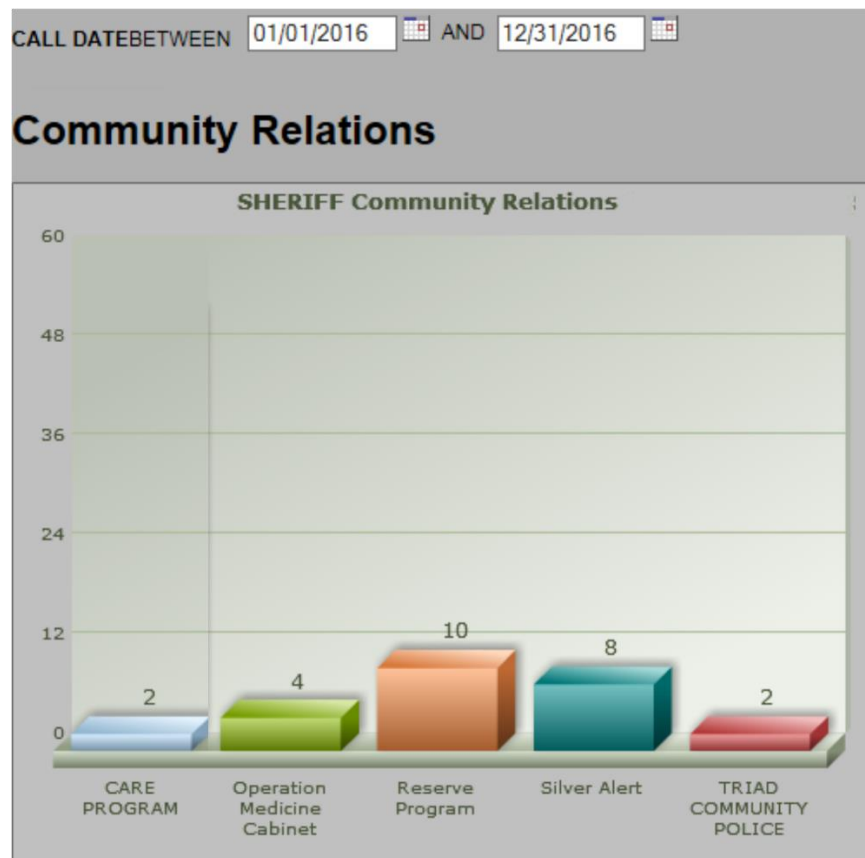 CALL DATEBETWEEN 01/01/2016 AND 12/31/2016
Community Relations
SHERIFF Community Relations
60
48
36
24
12
0
2
4
10
8
2
CARE PROGRAM
Operation Medicine Cabinet
Reserve Program
Silver Alert
TRIAD COMMUNITY POLICE